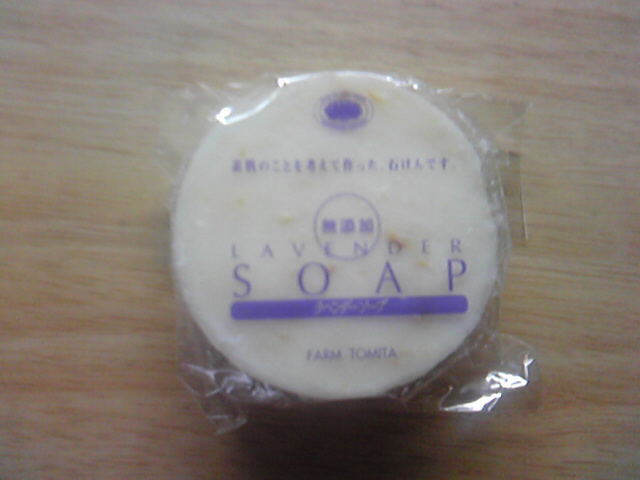 素肌のことを考えて作った、石けんです。
無添加
LAVENDER
SOAP
ラベンダーソープ
FARM TOMITA